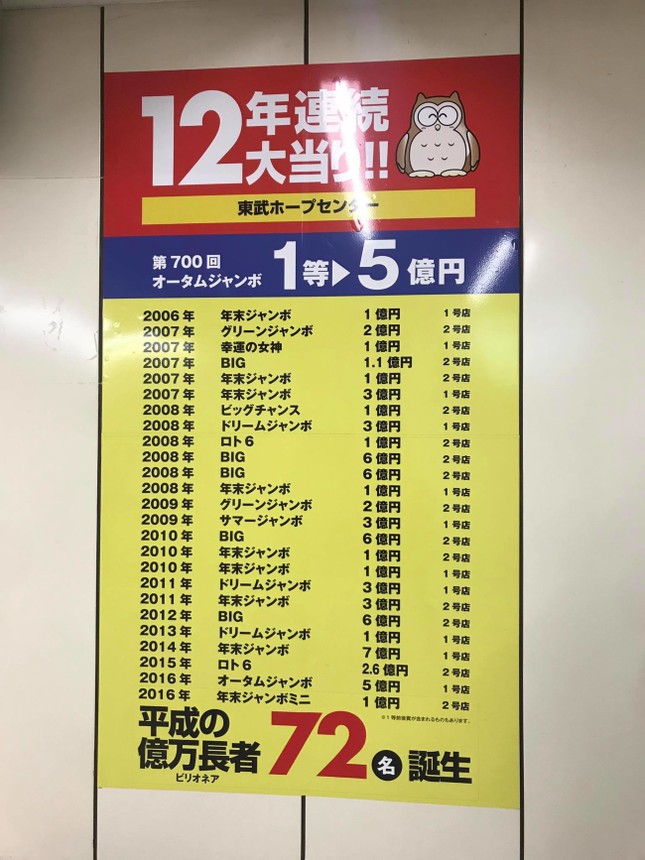 12年連続
大当り!!
東武ホープセンター
第700回
オータムジャンボ
1等▶5億円
2006年 年末ジャンボ 1億円 1号店
2007年 グリーンジャンボ 2億円 2号店
2007年 幸運の女神 1億円 1号店
2007年 BIG 1.1億円 2号店
2007年 年末ジャンボ 1億円 2号店
2007年 年末ジャンボ 3億円 1号店
2008年 ビッグチャンス 1億円 2号店
2008年 ドリームジャンボ 3億円 1号店
2008年 ロト6 1億円 2号店
2008年 BIG 6億円 2号店
2008年 BIG 6億円 2号店
2008年 年末ジャンボ 1億円 1号店
2009年 グリーンジャンボ 2億円 2号店
2009年 サマージャンボ 3億円 1号店
2010年 BIG 6億円 2号店
2010年 年末ジャンボ 1億円 2号店
2010年 年末ジャンボ 1億円 1号店
2011年 ドリームジャンボ 3億円 1号店
2011年 年末ジャンボ 3億円 2号店
2012年 BIG 6億円 2号店
2013年 ドリームジャンボ 1億円 1号店
2014年 年末ジャンボ 7億円 1号店
2015年 ロト6 2.6億円 2号店
2016年 オータムジャンボ 5億円 1号店
2016年 年末ジャンボミニ 1億円 2号店
※1等前後賞が含まれるものもあります。
平成の
億万長者
ビリオネア
72名誕生